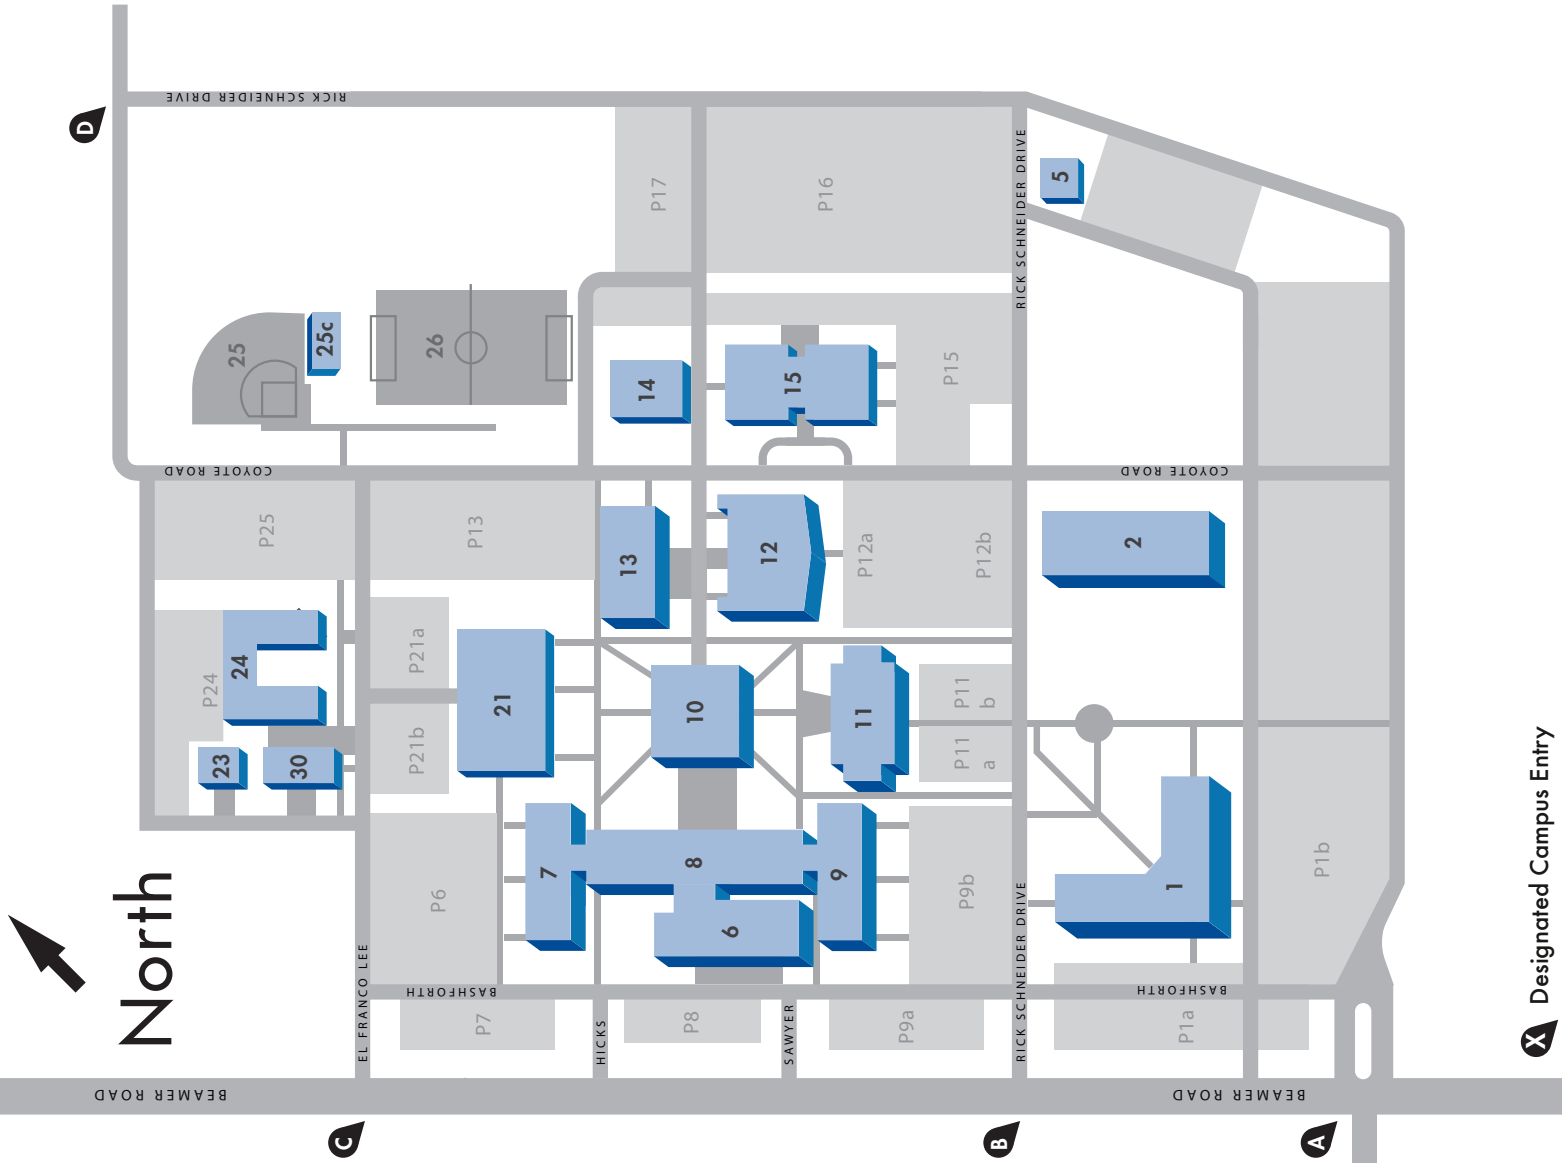 D
RICK SCHNEIDER DRIVE
P17
P16
RICK SCHNEIDER DRIVE
5
25
25c
26
14
15
P15
COYOTE ROAD
COYOTE ROAD
P25
P13
13
12
P12a
P12b
2
24
P24
P21a
21
10
11
P11
b
23
30
P21b
P11
a
North
P6
7
8
9
6
P9b
1
P1b
EL FRANCO LEE
RICK SCHNEIDER DRIVE
BASHFORTH
BASHFORTH
P7
HICKS
P8
SAWYER
P9a
P1a
BEAMER ROAD
BEAMER ROAD
C
B
A
X Designated Campus Entry